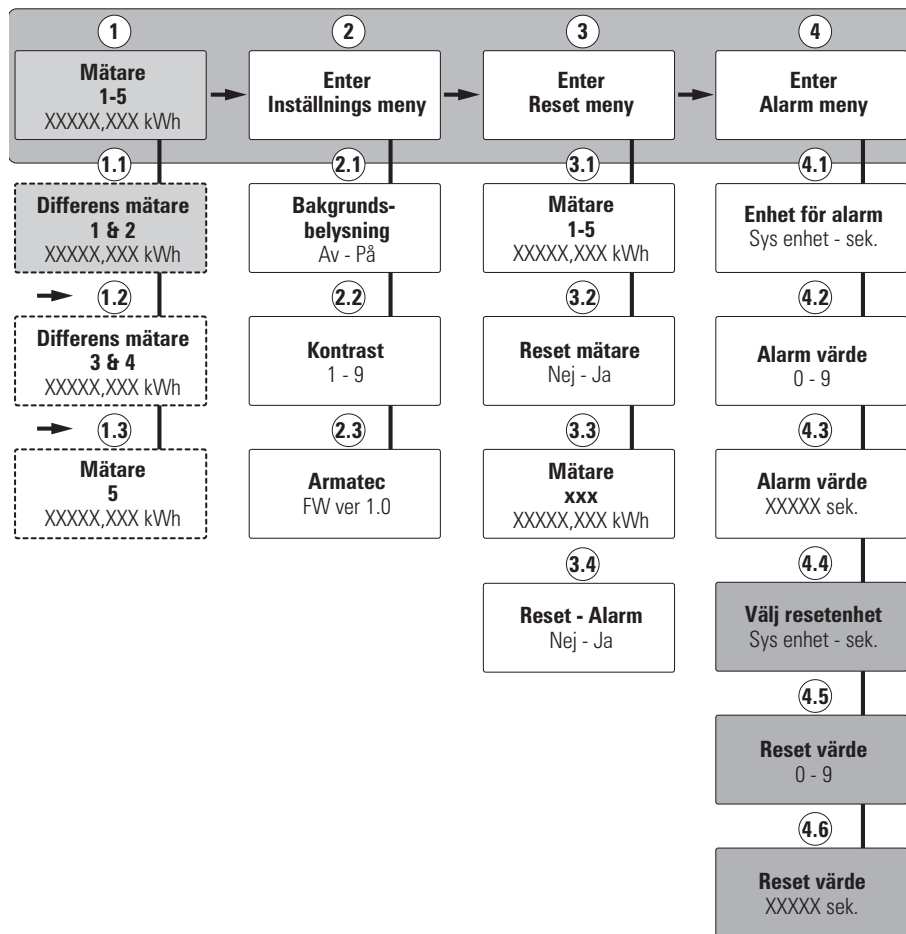 1
Mätare
1-5
XXXXX,XXX kWh
2
Enter
Inställnings meny
3
Enter
Reset meny
4
Enter
Alarm meny
1.1
Differens mätare
1 & 2
XXXXX,XXX kWh
1.2
Differens mätare
3 & 4
XXXXX,XXX kWh
1.3
Mätare
5
XXXXX,XXX kWh
2.1
Bakgrunds-
belysning
Av - På
2.2
Kontrast
1 - 9
2.3
Armatec
FW ver 1.0
3.1
Mätare
1-5
XXXXX,XXX kWh
3.2
Reset mätare
Nej - Ja
3.3
Mätare
xxx
XXXXX,XXX kWh
3.4
Reset - Alarm
Nej - Ja
4.1
Enhet för alarm
Sys enhet - sek.
4.2
Alarm värde
0 - 9
4.3
Alarm värde
XXXXX sek.
4.4
Välj resetenhet
Sys enhet - sek.
4.5
Reset värde
0 - 9
4.6
Reset värde
XXXXX sek.